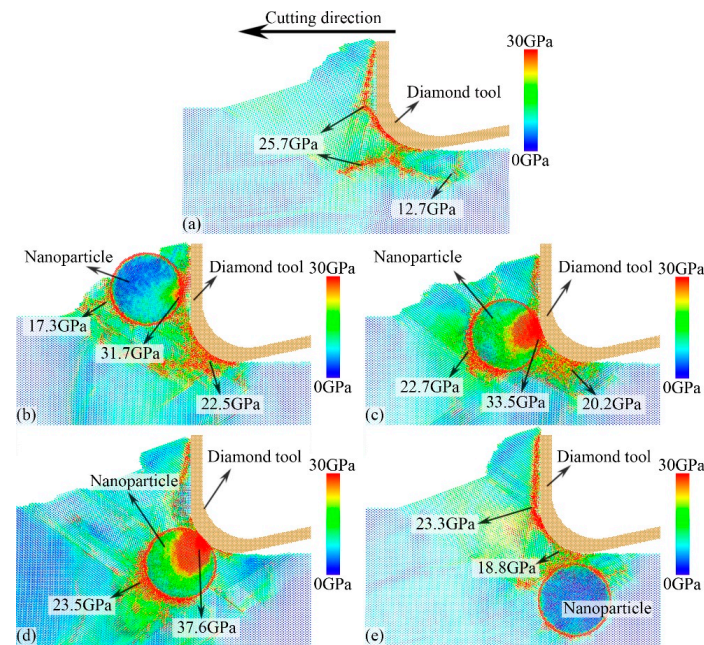 Cutting direction
30GPa
Diamond tool
25.7GPa
0GPa
12.7GPa
(a)
Nanoparticle
Diamond tool
30GPa
17.3GPa
31.7GPa
22.5GPa
0GPa
(b)
Nanoparticle
Diamond tool
30GPa
22.7GPa
33.5GPa
20.2GPa
0GPa
(c)
Diamond tool
Nanoparticle
30GPa
23.5GPa
37.6GPa
0GPa
(d)
Diamond tool
30GPa
23.3GPa
18.8GPa
0GPa
Nanoparticle
(e)